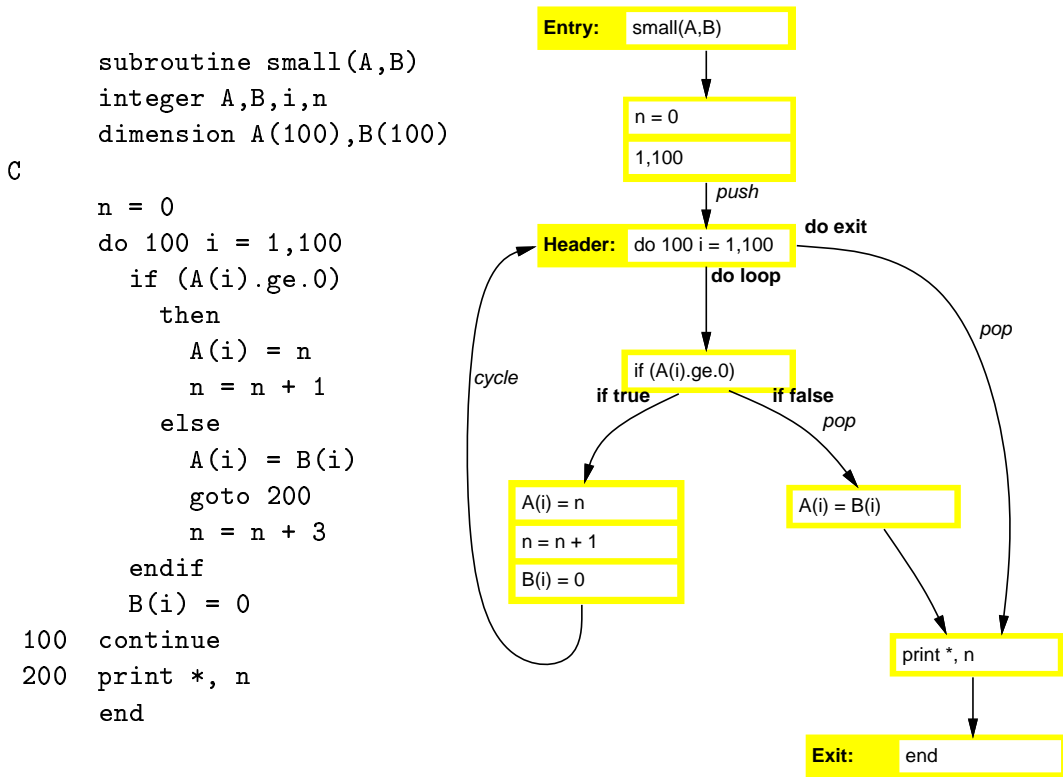 subroutine small(A,B)
integer A,B,i,n
dimension A(100),B(100)
C
n = 0
do 100 i = 1,100
if (A(i).ge.0)
then
A(i) = n
n = n + 1
else
A(i) = B(i)
goto 200
n = n + 3
endif
B(i) = 0
100 continue
200 print *, n
end
Entry: small(A,B)
n = 0
1,100
push
Header: do 100 i = 1,100
do exit
do loop
pop
cycle
if (A(i).ge.0)
if true
if false
pop
A(i) = n
n = n + 1
B(i) = 0
A(i) = B(i)
print *, n
Exit: end